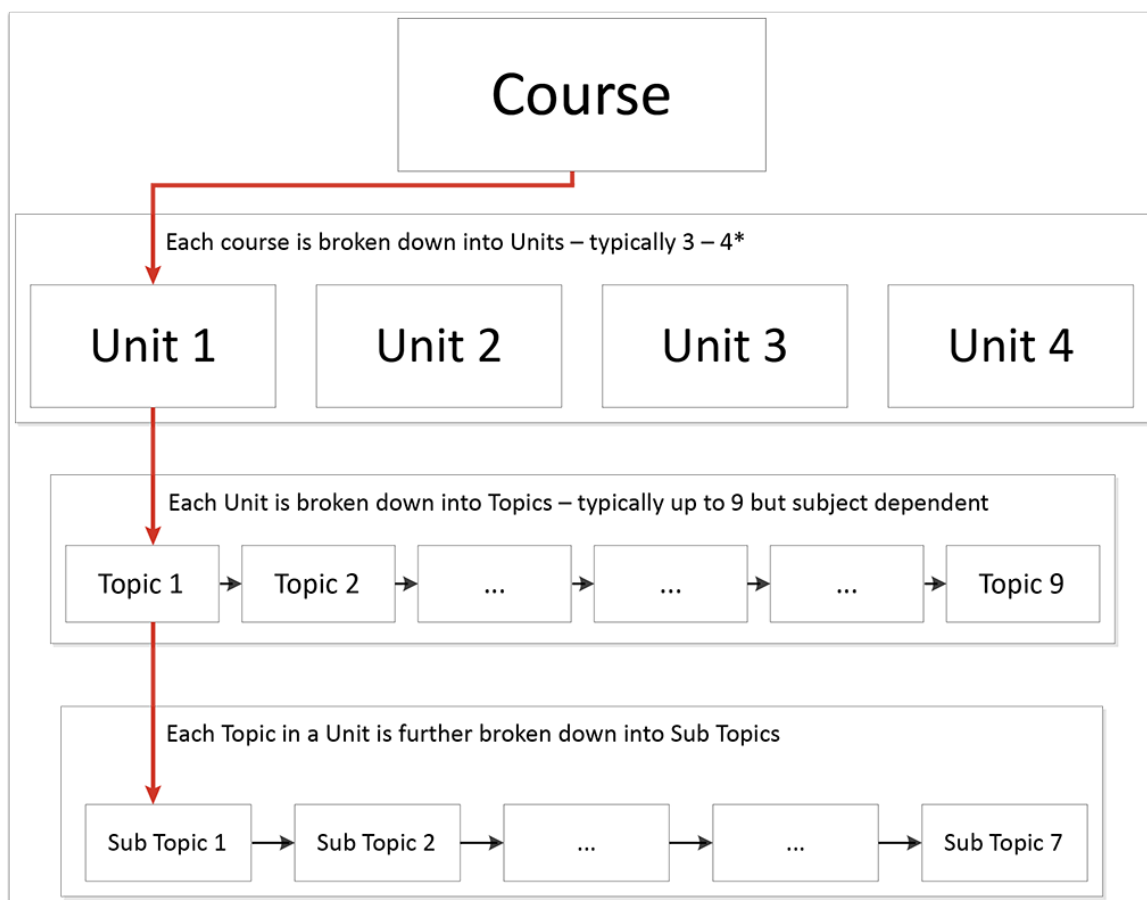 Course
Each course is broken down into Units – typically 3 – 4*
Unit 1
Unit 2
Unit 3
Unit 4
Each Unit is broken down into Topics – typically up to 9 but subject dependent
Topic 1
Topic 2
...
...
...
Topic 9
Each Topic in a Unit is further broken down into Sub Topics
Sub Topic 1
Sub Topic 2
...
...
Sub Topic 7